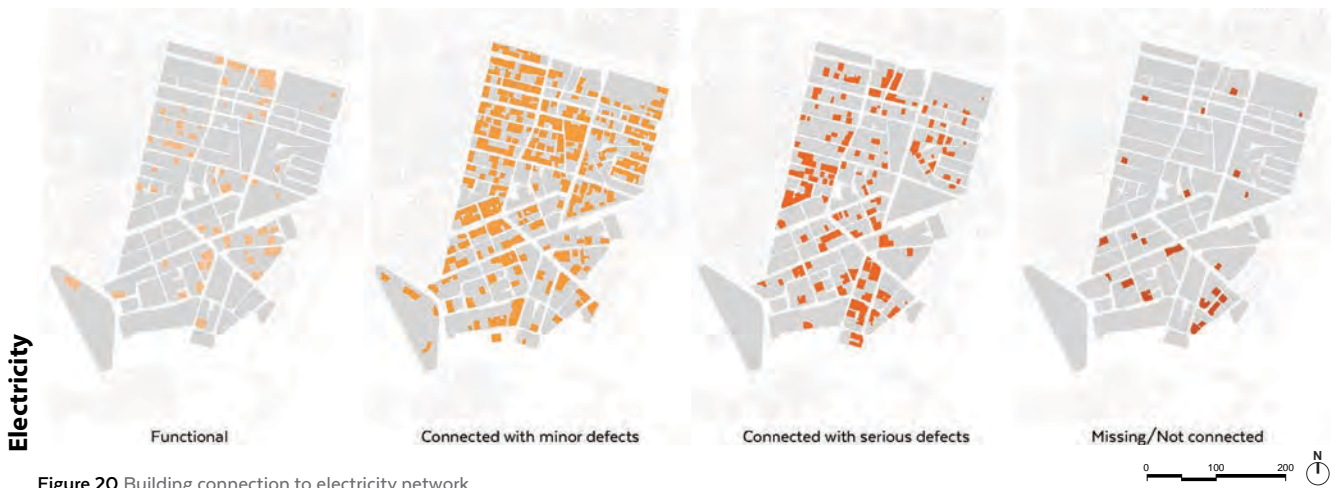 Electricity
Functional
Connected with minor defects
Connected with serious defects
Missing/Not connected
0 100 200
N
Figure 20 Building connection to electricity network